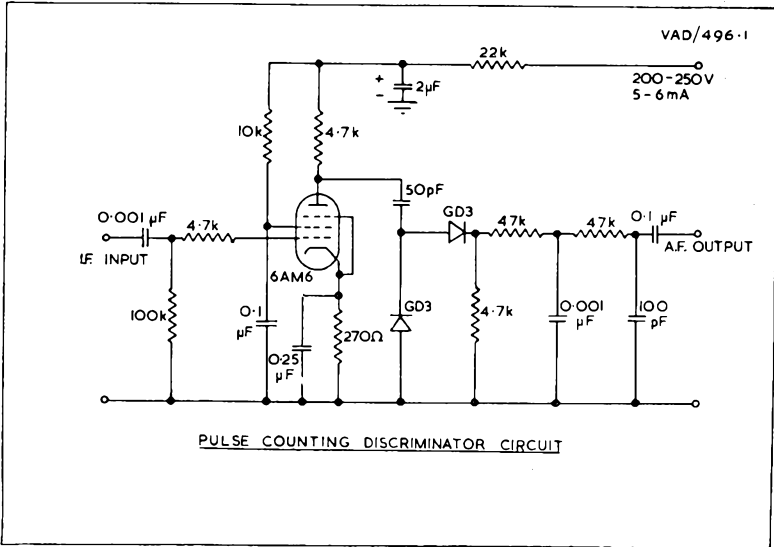 VAD/496·1
22k
200-250V
5-6mA
+
-
2µF
10k
4·7k
50pF
0·001 µF
4·7k
GD3
47k
47k
0·1 µF
I.F. INPUT
A.F. OUTPUT
6AM6
100k
0·1
µF
0·25
µF
270Ω
GD3
4·7k
0·001
µF
100
pF
PULSE COUNTING DISCRIMINATOR CIRCUIT